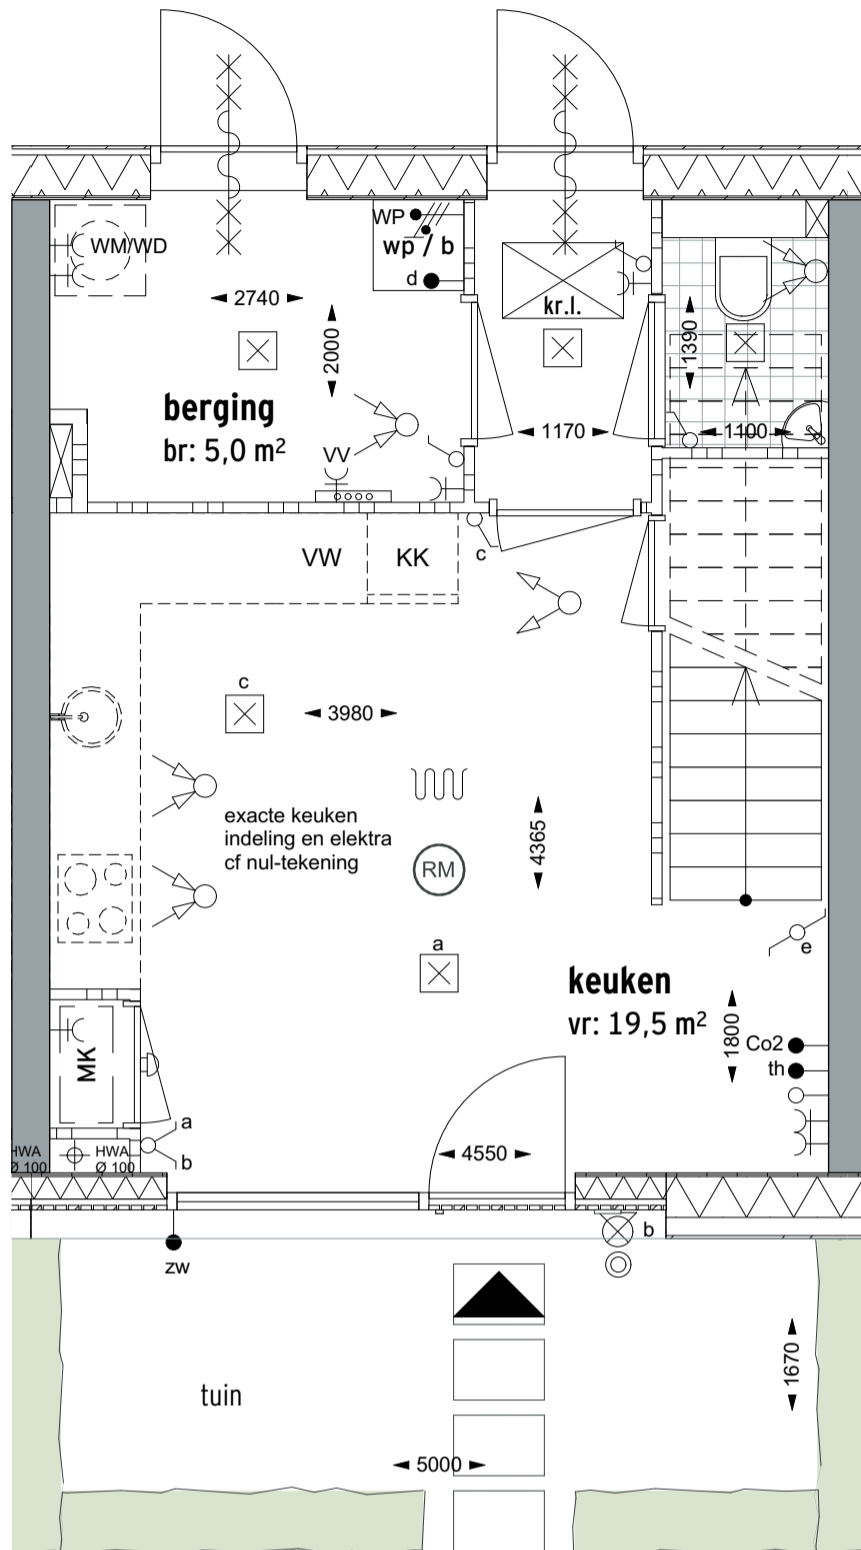 WM/WD
WP
wp / b
d
2740
2000
kr.l.
1390
berging
br: 5,0 m²
VV
1170
1100
VW
KK
c
c
3980
exacte keuken
indeling en elektra
cf nul-tekening
4365
RM
a
e
keuken
vr: 19,5 m²
1800
Co2
th
MK
a
b
HWA
Ø 100
HWA
Ø 100
4550
b
zw
tuin
1670
5000